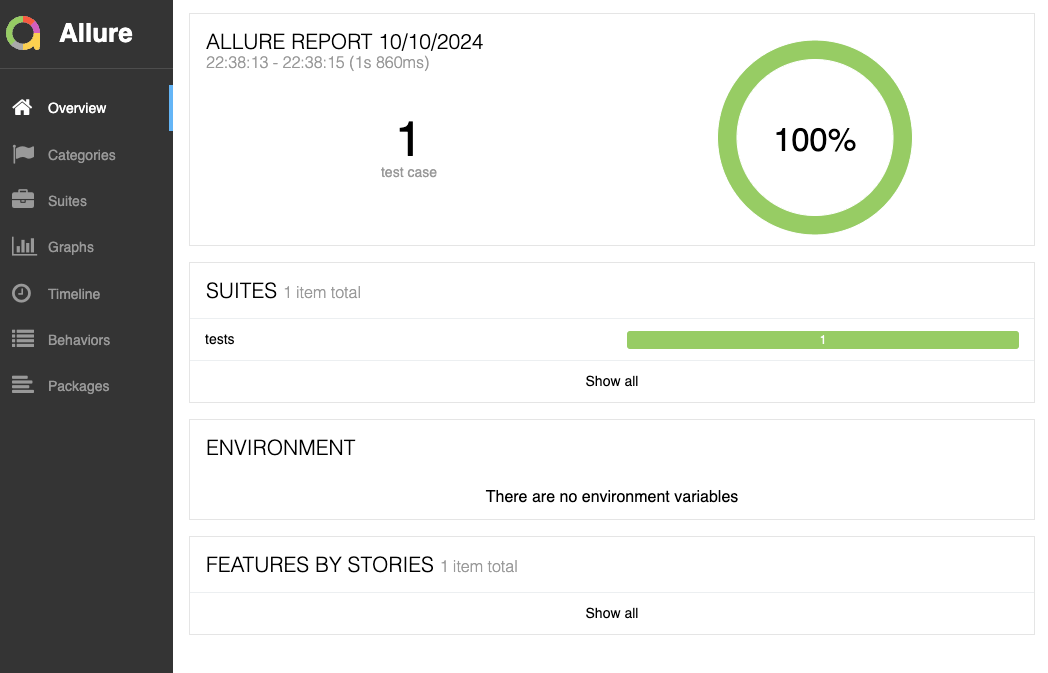 Allure
Overview
Categories
Suites
Graphs
Timeline
Behaviors
Packages
ALLURE REPORT 10/10/2024
22:38:13 - 22:38:15 (1s 860ms)
1
test case
100%
SUITES 1 item total
tests 1
Show all
ENVIRONMENT
There are no environment variables
FEATURES BY STORIES 1 item total
Show all